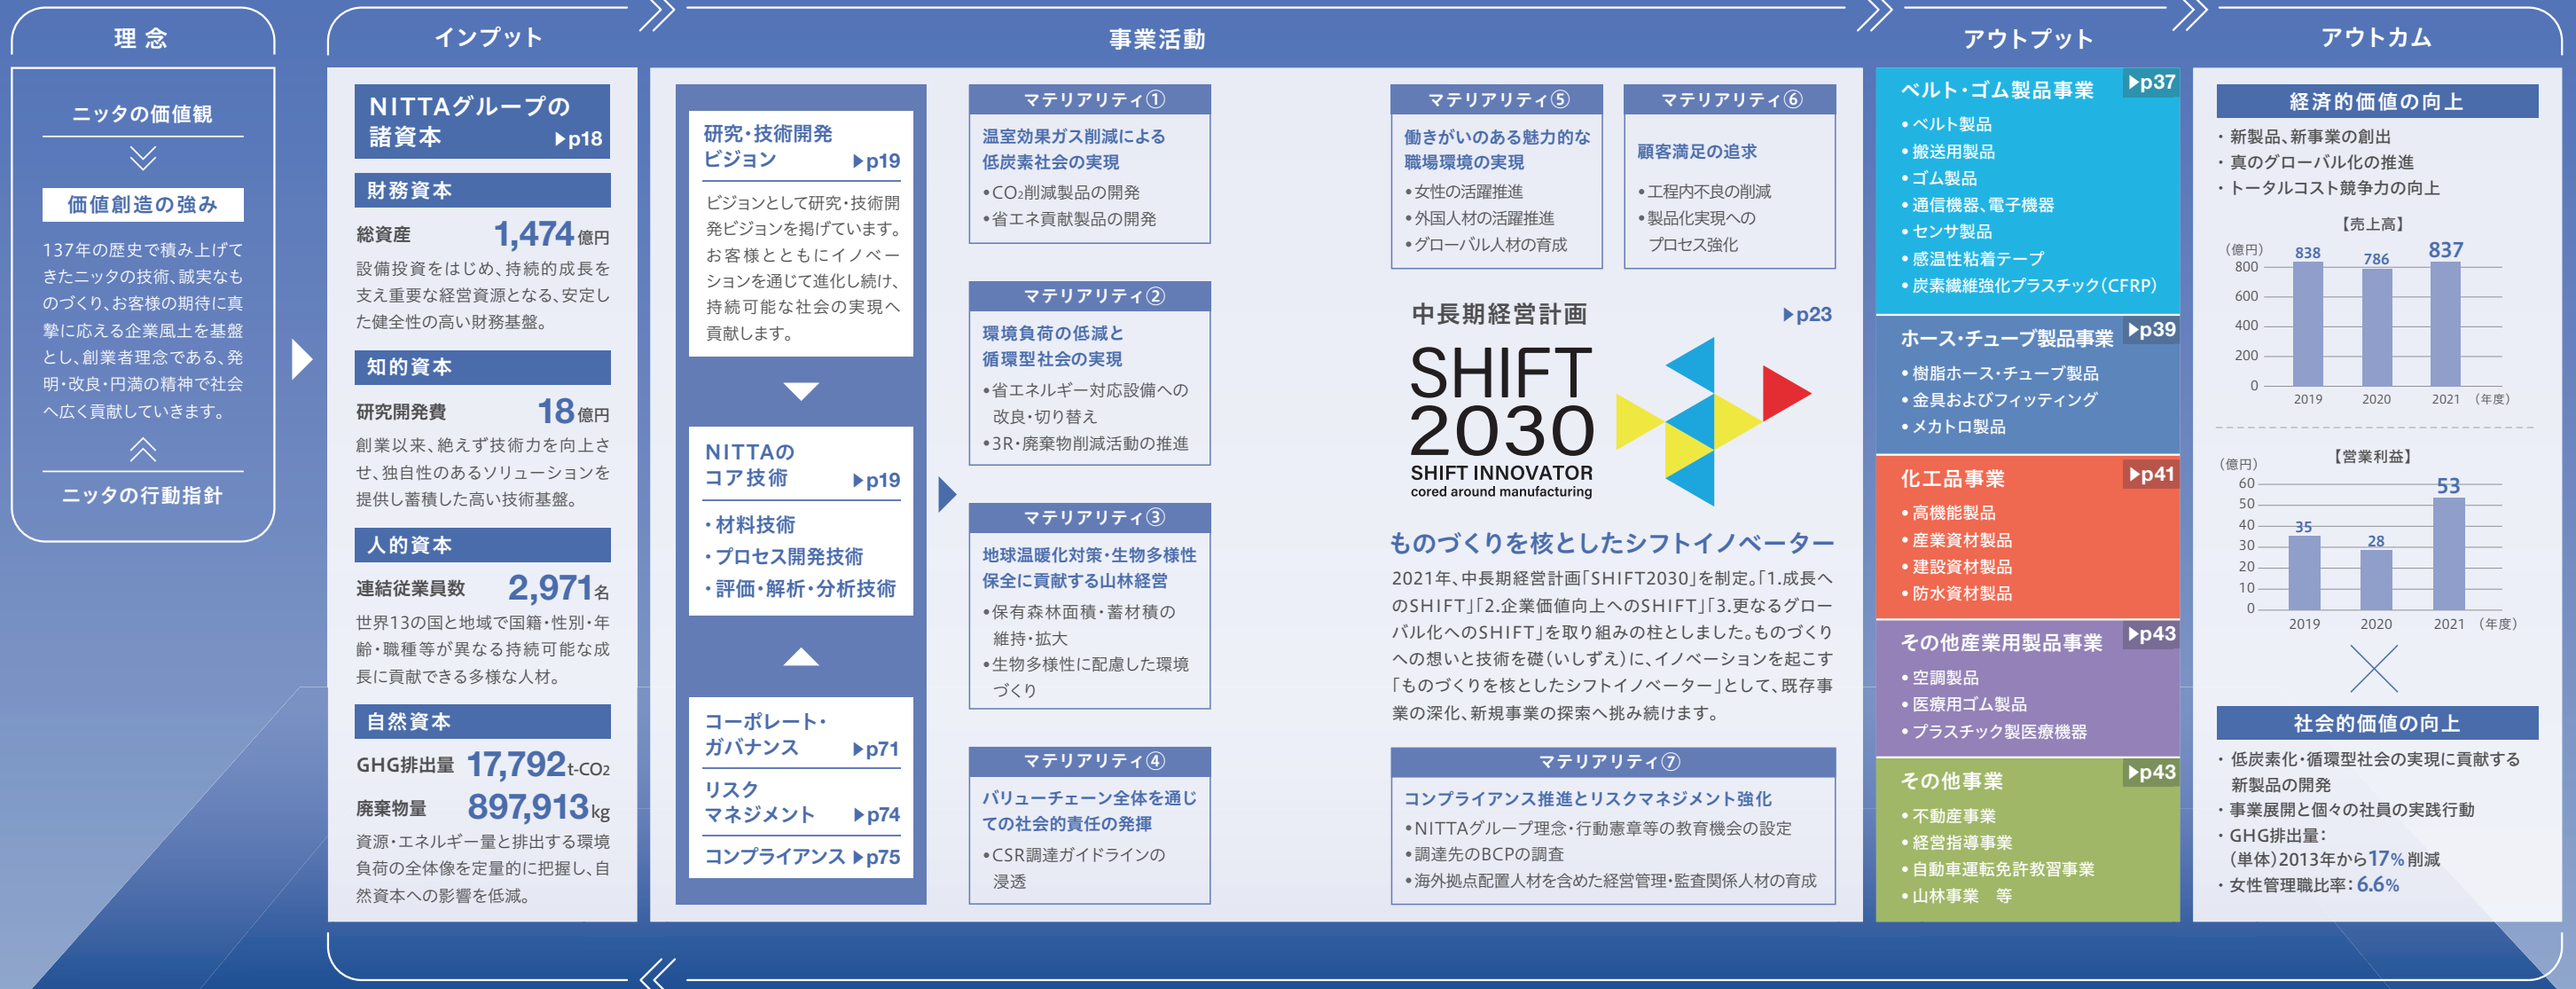 理念
ニッタの価値観
価値創造の強み
137年の歴史で積み上げて
きたニッタの技術、誠実なも
のづくり、お客様の期待に真
摯に応える企業風土を基盤
とし、創業者理念である、発
明・改良・円満の精神で社会
へ広く貢献していきます。
ニッタの行動指針
インプット
NITTAグループの
諸資本 ▶p18
財務資本
総資産 1,474億円
設備投資をはじめ、持続的成長を
支え重要な経営資源となる、安定し
た健全性の高い財務基盤。
知的資本
研究開発費 18億円
創業以来、絶えず技術力を向上さ
せ、独自性のあるソリューションを
提供し蓄積した高い技術基盤。
人的資本
連結従業員数 2,971名
世界13の国と地域で国籍・性別・年
齢・職種等が異なる持続可能な成
長に貢献できる多様な人材。
自然資本
GHG排出量 17,792t-CO2
廃棄物量 897,913kg
資源・エネルギー量と排出する環境
負荷の全体像を定量的に把握し、自
然資本への影響を低減。
事業活動
研究・技術開発
ビジョン ▶p19
ビジョンとして研究・技術開
発ビジョンを掲げています。
お客様とともにイノベー
ションを通じて進化し続け、
持続可能な社会の実現へ
貢献します。
NITTAの
コア技術 ▶p19
・材料技術
・プロセス開発技術
・評価・解析・分析技術
コーポレート・
ガバナンス ▶p71
リスク
マネジメント ▶p74
コンプライアンス ▶p75
マテリアリティ①
温室効果ガス削減による
低炭素社会の実現
•CO2削減製品の開発
•省エネ貢献製品の開発
マテリアリティ②
環境負荷の低減と
循環型社会の実現
•省エネルギー対応設備への
改良・切り替え
•3R・廃棄物削減活動の推進
マテリアリティ③
地球温暖化対策・生物多様性
保全に貢献する山林経営
•保有森林面積・蓄材積の
維持・拡大
•生物多様性に配慮した環境
づくり
マテリアリティ④
バリューチェーン全体を通じ
ての社会的責任の発揮
•CSR調達ガイドラインの
浸透
マテリアリティ⑤
働きがいのある魅力的な
職場環境の実現
•女性の活躍推進
•外国人材の活躍推進
•グローバル人材の育成
マテリアリティ⑥
顧客満足の追求
•工程内不良の削減
•製品化実現への
プロセス強化
中長期経営計画 ▶p23
SHIFT
2030
SHIFT INNOVATOR
cored around manufacturing
ものづくりを核としたシフトイノベーター
2021年、中長期経営計画「SHIFT2030」を制定。「1.成長へ
のSHIFT」「2.企業価値向上へのSHIFT」「3.更なるグロー
バル化へのSHIFT」を取り組みの柱としました。ものづくり
への想いと技術を礎（いしずえ）に、イノベーションを起こす
「ものづくりを核としたシフトイノベーター」として、既存事
業の深化、新規事業の探索へ挑み続けます。
マテリアリティ⑦
コンプライアンス推進とリスクマネジメント強化
•NITTAグループ理念・行動憲章等の教育機会の設定
•調達先のBCPの調査
•海外拠点配置人材を含めた経営管理・監査関係人材の育成
アウトプット
ベルト・ゴム製品事業 ▶p37
•ベルト製品
•搬送用製品
•ゴム製品
•通信機器、電子機器
•センサ製品
•感温性粘着テープ
•炭素繊維強化プラスチック（CFRP）
ホース・チューブ製品事業 ▶p39
•樹脂ホース・チューブ製品
•金具およびフィッティング
•メカトロ製品
化工品事業 ▶p41
•高機能製品
•産業資材製品
•建設資材製品
•防水資材製品
その他産業用製品事業 ▶p43
•空調製品
•医療用ゴム製品
•プラスチック製医療機器
その他事業 ▶p43
•不動産事業
•経営指導事業
•自動車運転免許教習事業
•山林事業 等
アウトカム
経済的価値の向上
・新製品、新事業の創出
・真のグローバル化の推進
・トータルコスト競争力の向上
【売上高】
（億円）
838 786 837
800
600
400
200
0
2019 2020 2021 （年度）
【営業利益】
（億円）
60
50
40
30
20
10
0
35 28 53
2019 2020 2021 （年度）
社会的価値の向上
・低炭素化・循環型社会の実現に貢献する
新製品の開発
・事業展開と個々の社員の実践行動
・GHG排出量：
（単体）2013年から17%削減
・女性管理職比率：6.6%